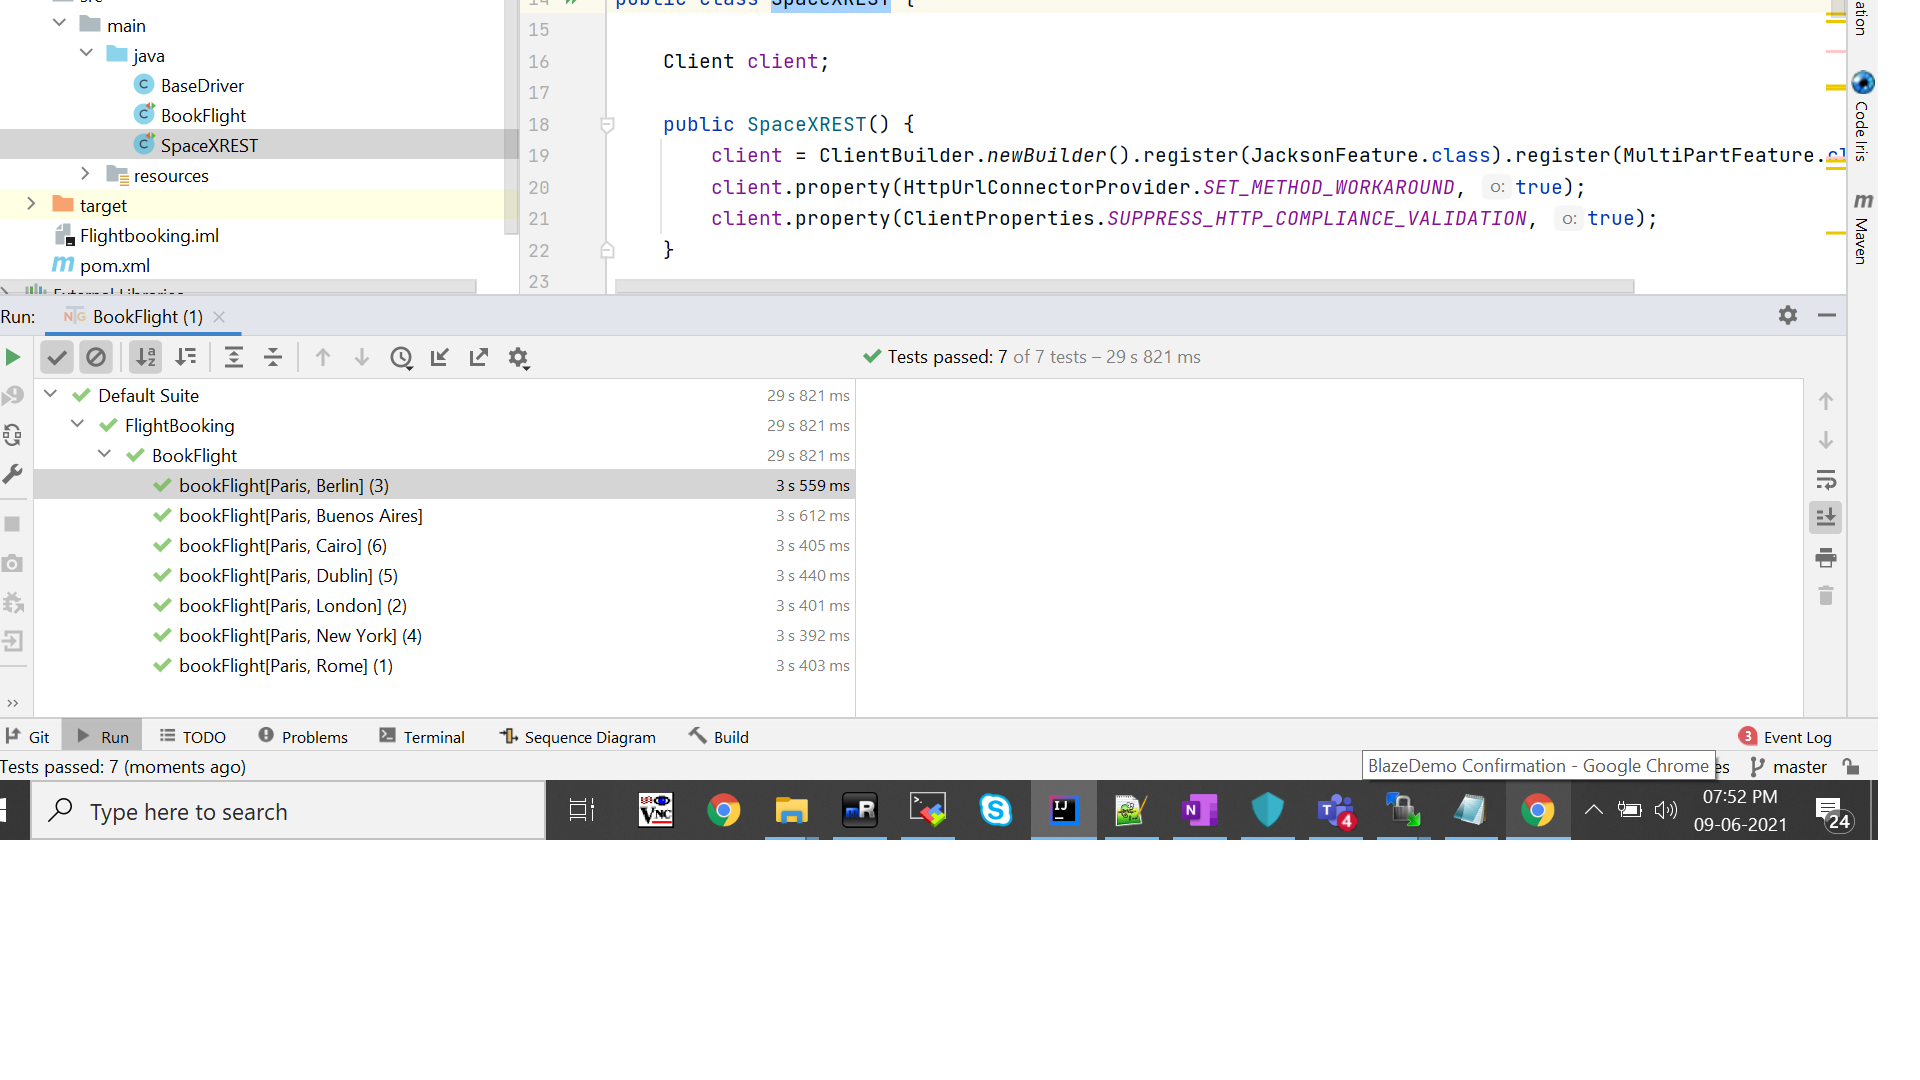 src
main
java
BaseDriver
BookFlight
SpaceXREST
resources
target
Flightbooking.iml
pom.xml
External Libraries
14 public class SpaceXREST {
15
16 Client client;
17
18 public SpaceXREST() {
19 client = ClientBuilder.newBuilder().register(JacksonFeature.class).register(MultiPartFeature.cl
20 client.property(HttpUrlConnectorProvider.SET_METHOD_WORKAROUND, o: true);
21 client.property(ClientProperties.SUPPRESS_HTTP_COMPLIANCE_VALIDATION, o: true);
22 }
23
ation
Code Iris
Maven
Run: BookFlight (1)
Tests passed: 7 of 7 tests – 29 s 821 ms
Default Suite 29 s 821 ms
FlightBooking 29 s 821 ms
BookFlight 29 s 821 ms
bookFlight[Paris, Berlin] (3) 3 s 559 ms
bookFlight[Paris, Buenos Aires] 3 s 612 ms
bookFlight[Paris, Cairo] (6) 3 s 405 ms
bookFlight[Paris, Dublin] (5) 3 s 440 ms
bookFlight[Paris, London] (2) 3 s 401 ms
bookFlight[Paris, New York] (4) 3 s 392 ms
bookFlight[Paris, Rome] (1) 3 s 403 ms
Git Run TODO Problems Terminal Sequence Diagram Build 3 Event Log
Tests passed: 7 (moments ago) BlazeDemo Confirmation - Google Chrome es master
Type here to search
07:52 PM
09-06-2021
24
4